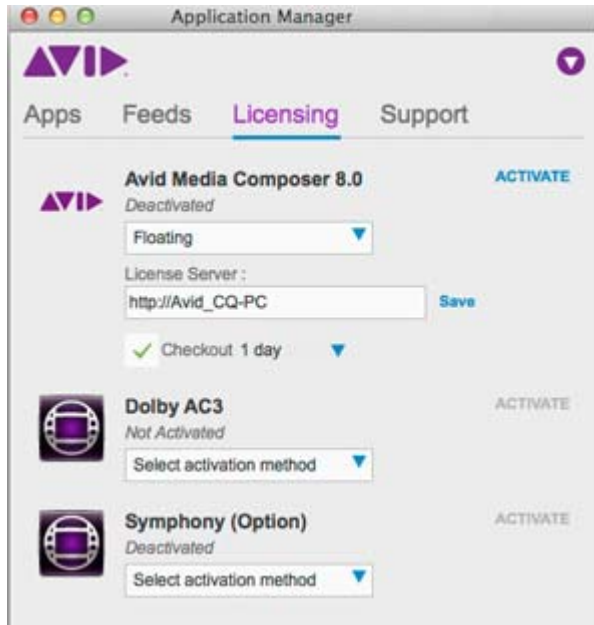 Application Manager
AVID
Apps Feeds Licensing Support
Avid Media Composer 8.0 ACTIVATE
AVID
Deactivated
Floating
License Server :
http://Avid_CQ-PC Save
Checkout 1 day
Dolby AC3 ACTIVATE
Not Activated
Select activation method
Symphony (Option) ACTIVATE
Deactivated
Select activation method